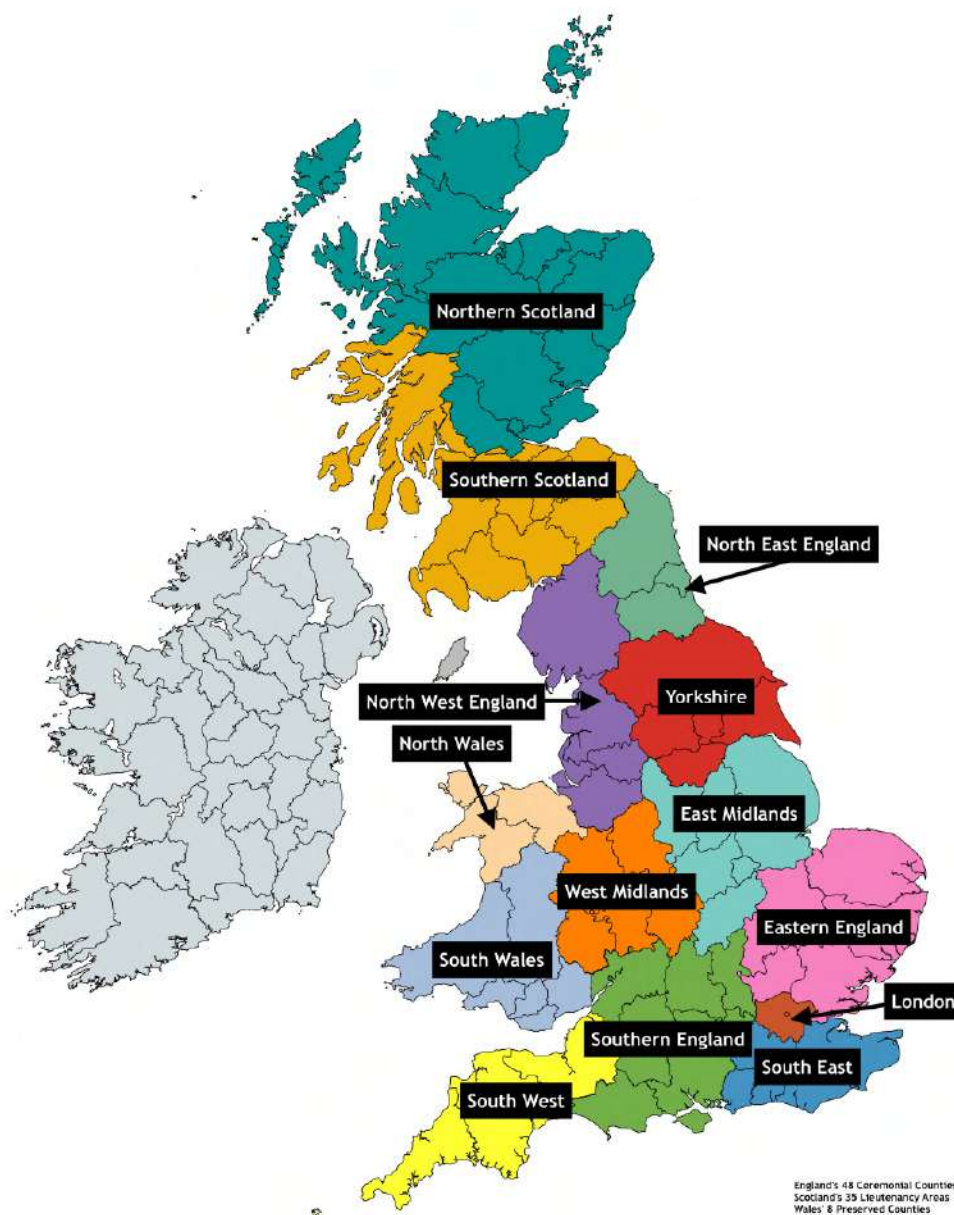 Northern Scotland
Southern Scotland
North East England
North West England
Yorkshire
North Wales
East Midlands
West Midlands
Eastern England
South Wales
London
Southern England
South East
South West
England's 48 Ceremonial Counties
Scotland's 35 Lieutenancy Areas
Wales' 8 Preserved Counties